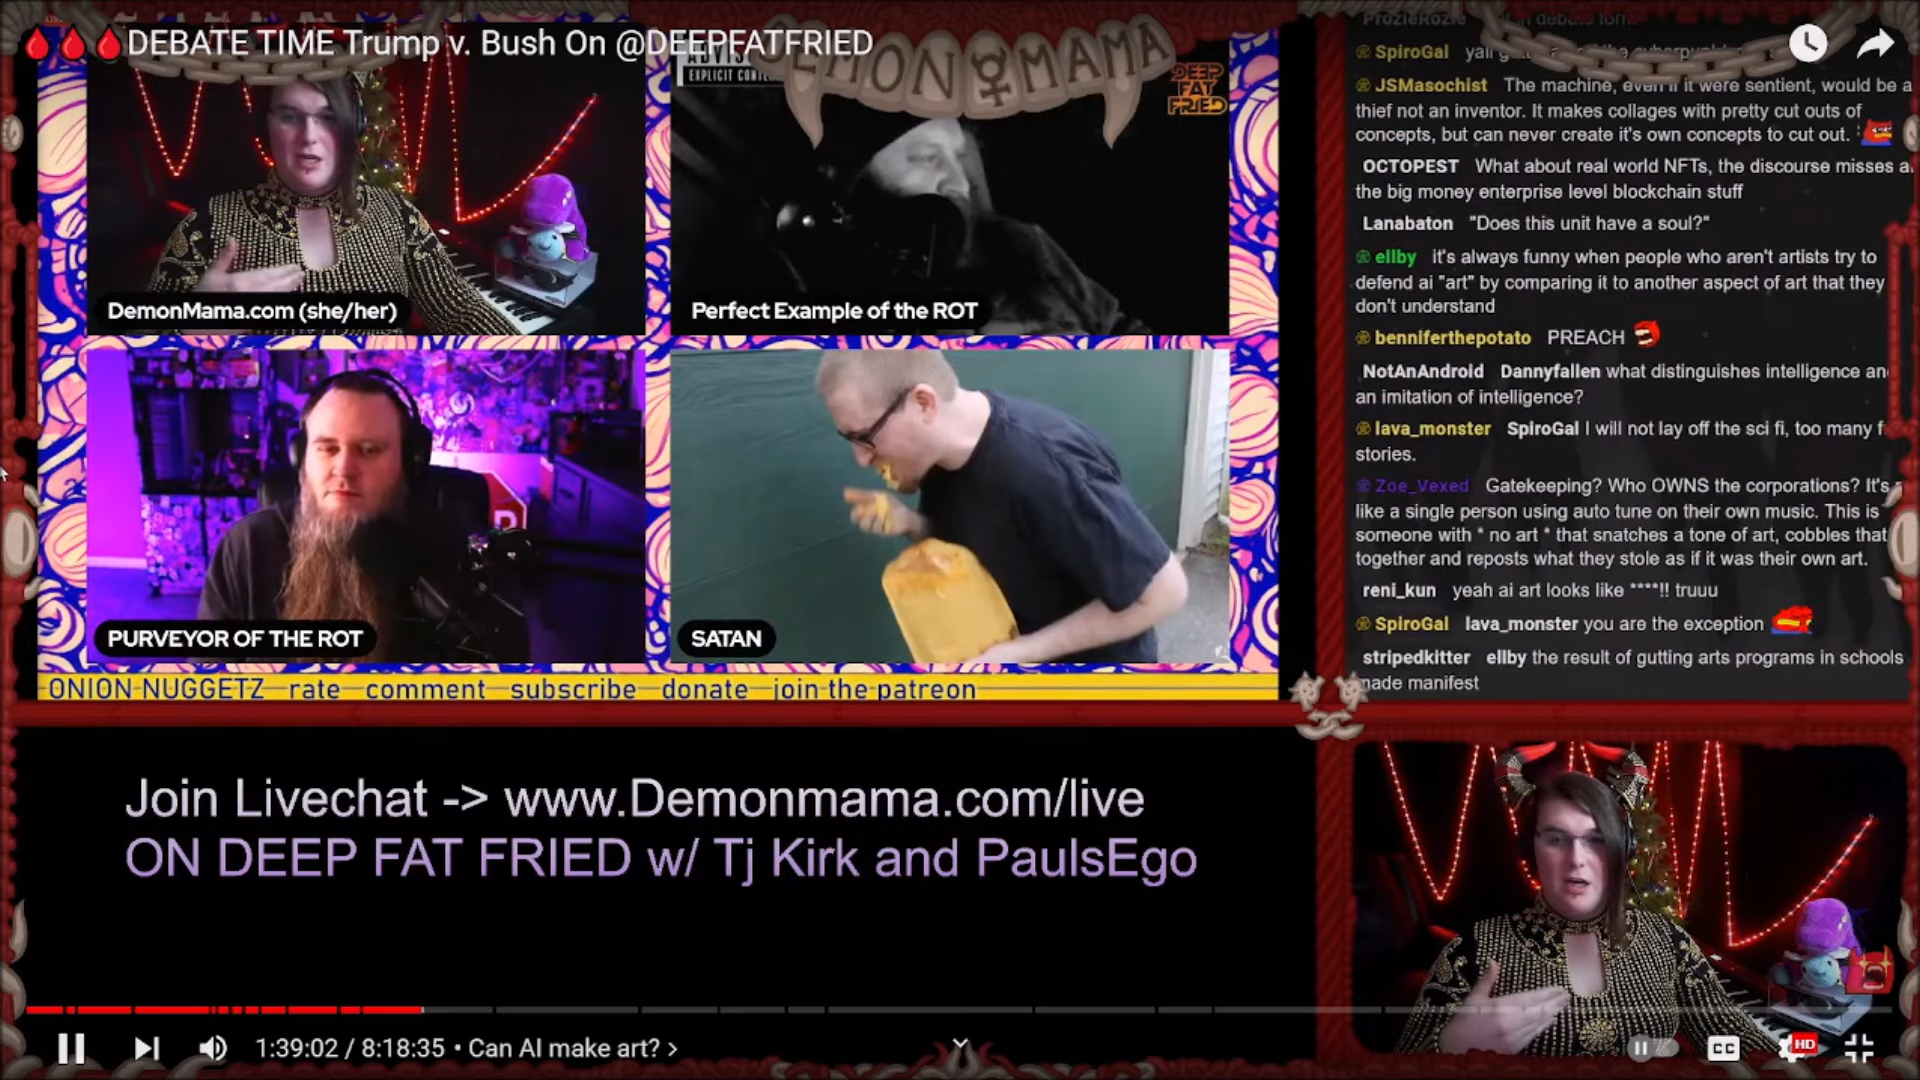 🩸🩸🩸DEBATE TIME Trump v. Bush On @DEEPFATFRIED
EXPLICIT
DEMON MAMA
DEEP
FAT
FRIED
DemonMama.com (she/her)
Perfect Example of the ROT
PURVEYOR OF THE ROT
SATAN
ONION NUGGETZ rate comment subscribe donate join the patreon
ProzieRozie in debate form
SpiroGal yall
JSMasochist The machine, even if it were sentient, would be a
thief not an inventor. It makes collages with pretty cut outs of
concepts, but can never create it's own concepts to cut out.
OCTOPEST What about real world NFTs, the discourse misses a
the big money enterprise level blockchain stuff
Lanabaton "Does this unit have a soul?"
ellby it's always funny when people who aren't artists try to
defend ai "art" by comparing it to another aspect of art that they
don't understand
benniferthepotato PREACH
NotAnAndroid Dannyfallen what distinguishes intelligence an
an imitation of intelligence?
lava_monster SpiroGal I will not lay off the sci fi, too many f
stories.
Zoe_Vexed Gatekeeping? Who OWNS the corporations? It's
like a single person using auto tune on their own music. This is
someone with * no art * that snatches a tone of art, cobbles that
together and reposts what they stole as if it was their own art.
reni_kun yeah ai art looks like ****!! truuu
SpiroGal lava_monster you are the exception
stripedkitter ellby the result of gutting arts programs in schools
made manifest
Join Livechat -> www.Demonmama.com/live
ON DEEP FAT FRIED w/ Tj Kirk and PaulsEgo
1:39:02 / 8:18:35 • Can AI make art? >
CC
HD